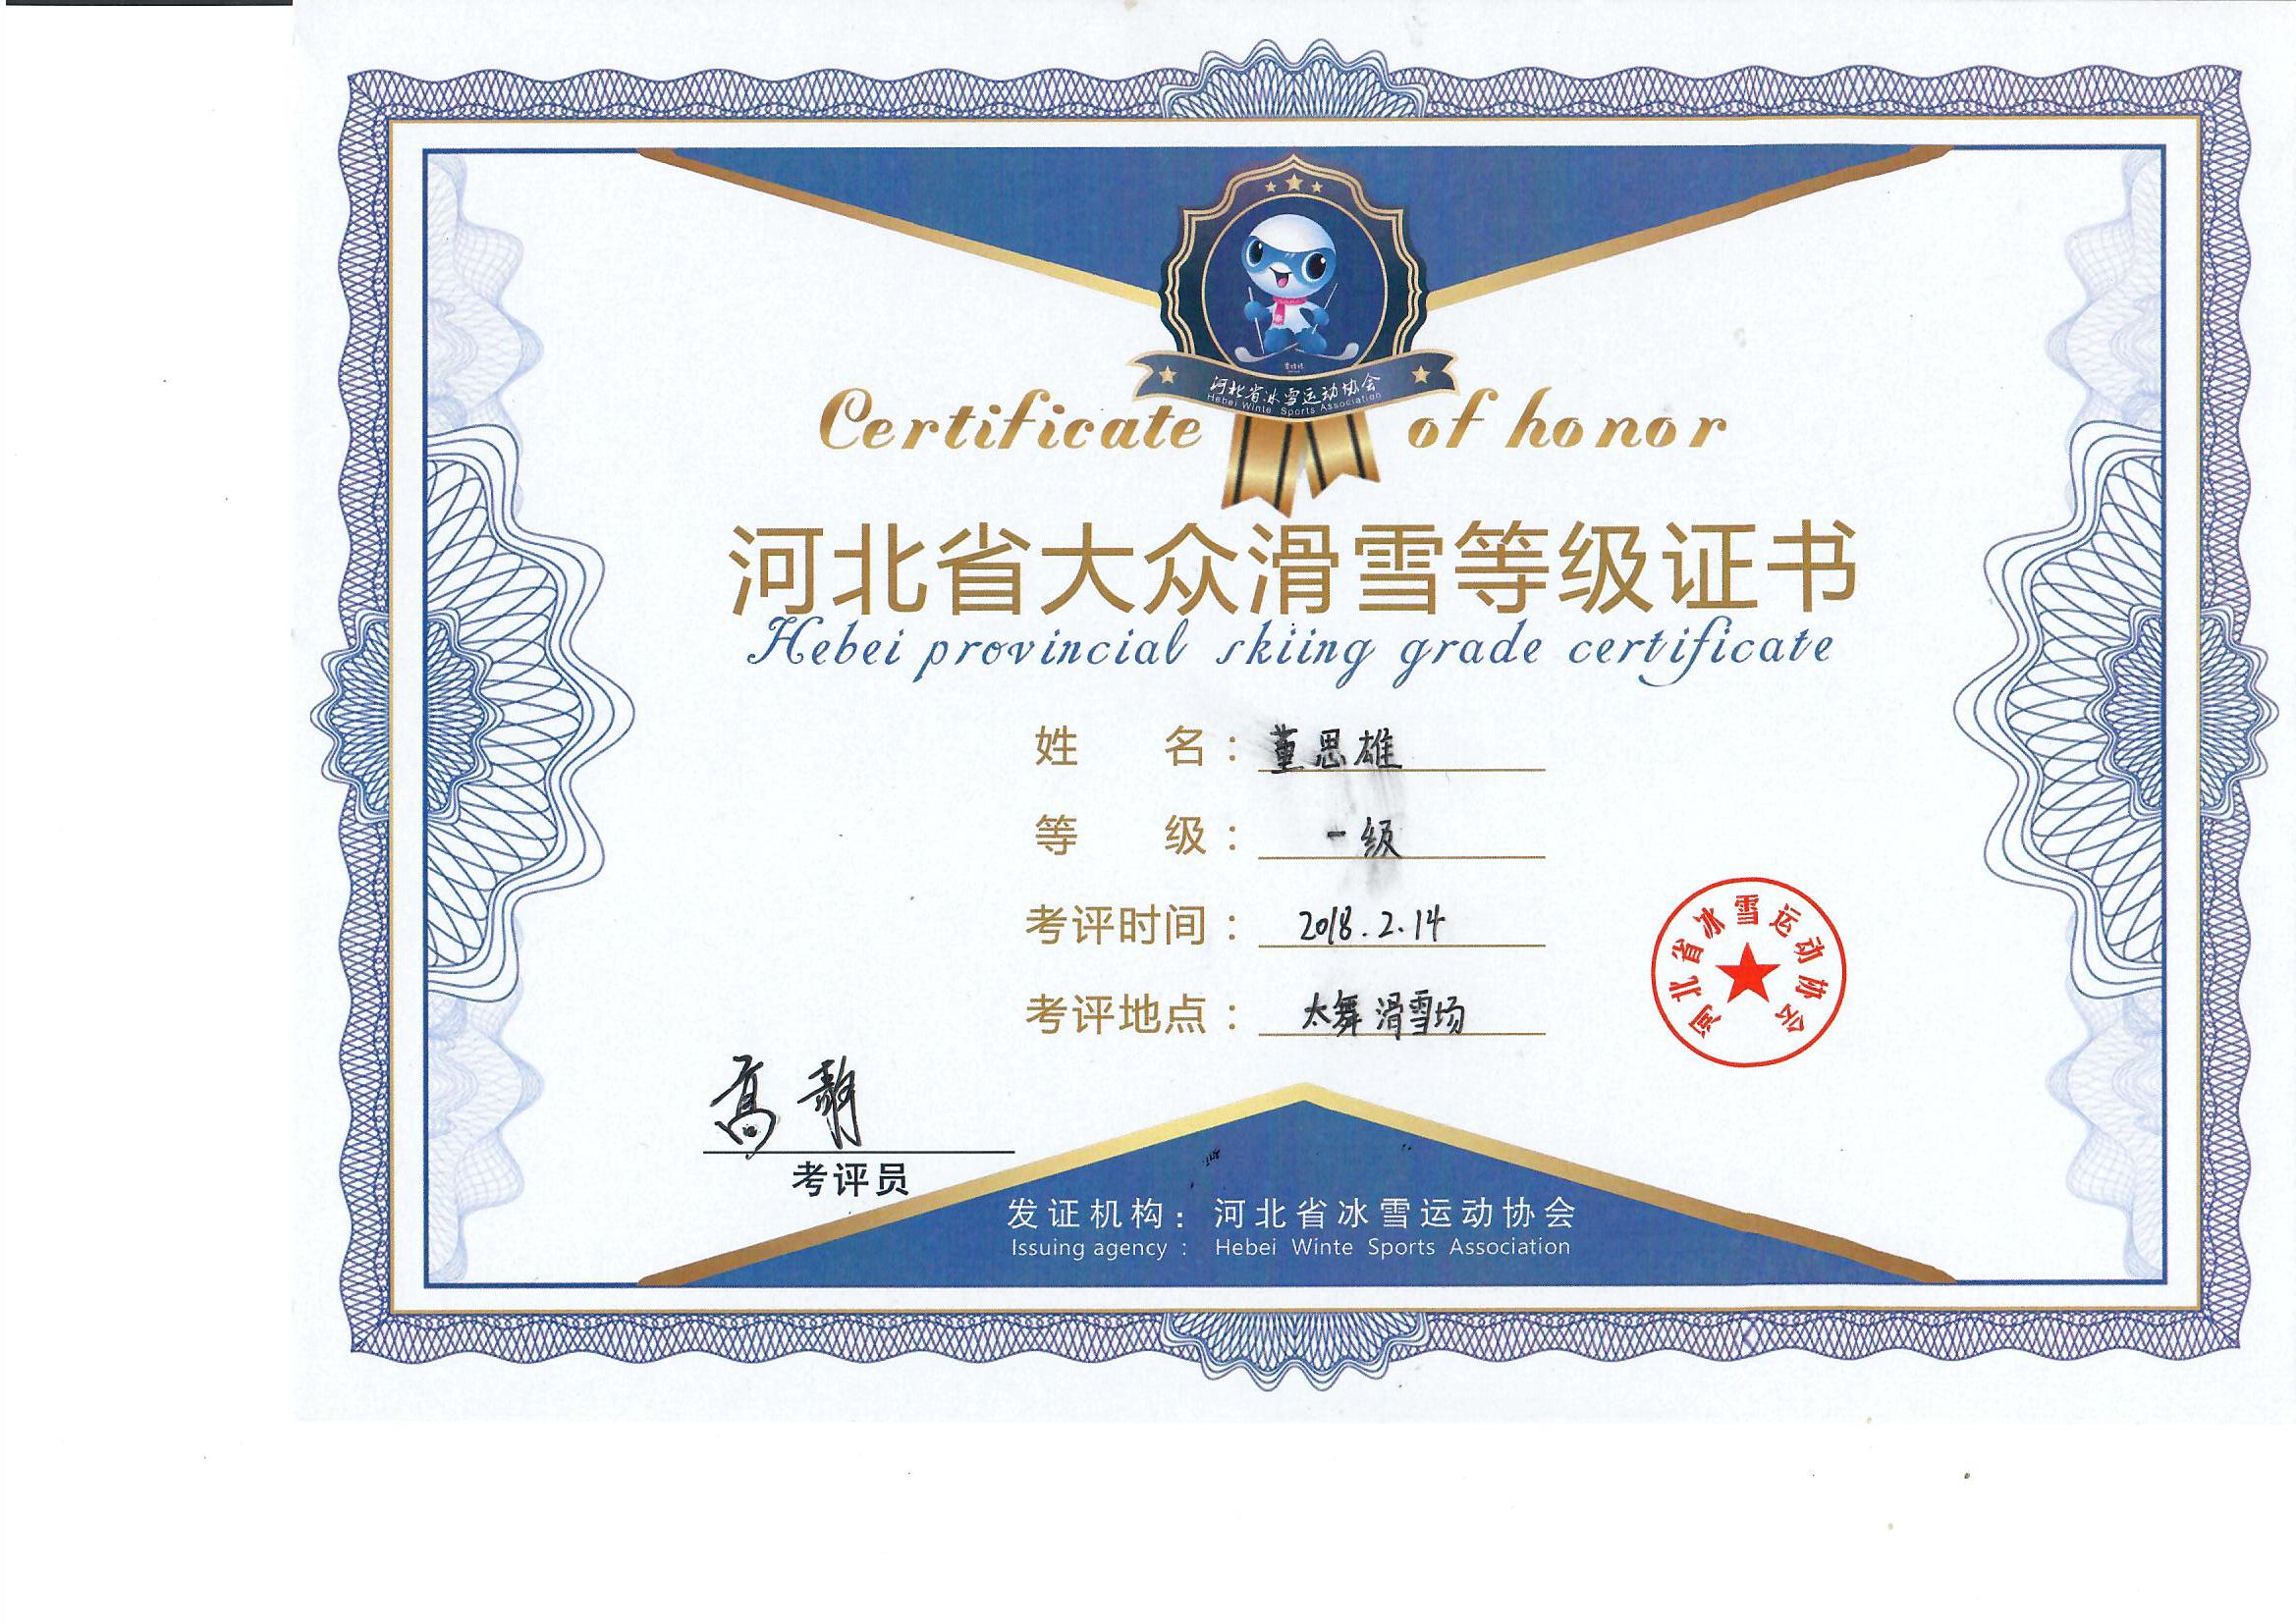 河北省冰雪运动协会
Hebei Winte Sports Association
Certificate of honor
河北省大众滑雪等级证书
Hebei provincial skiing grade certificate
姓 名：董思雄
等 级：一级
考评时间：2018.2.14
考评地点：太舞滑雪场
河北省冰雪运动协会
高静
考评员
发证机构：河北省冰雪运动协会
Issuing agency : Hebei Winte Sports Association